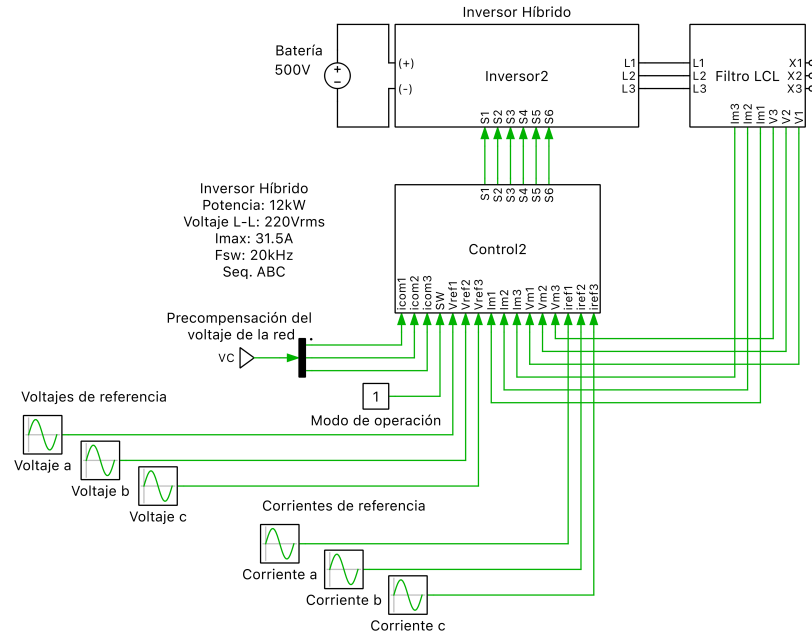 Inversor Híbrido
Batería
500V
(+)
(-)
Inversor2
L1
L2
L3
L1
L2
L3
Filtro LCL
X1
X2
X3
S1
S2
S3
S4
S5
S6
Im3
Im2
Im1
V3
V2
V1
S1
S2
S3
S4
S5
S6
Inversor Híbrido
Potencia: 12kW
Voltaje L-L: 220Vrms
Imax: 31.5A
Fsw: 20kHz
Seq. ABC
Control2
icom1
icom2
icom3
SW
Vref1
Vref2
Vref3
Im1
Im2
Im3
Vm1
Vm2
Vm3
iref1
iref2
iref3
Precompensación del
voltaje de la red
VC
1
Modo de operación
Voltajes de referencia
Voltaje a
Voltaje b
Voltaje c
Corrientes de referencia
Corriente a
Corriente b
Corriente c